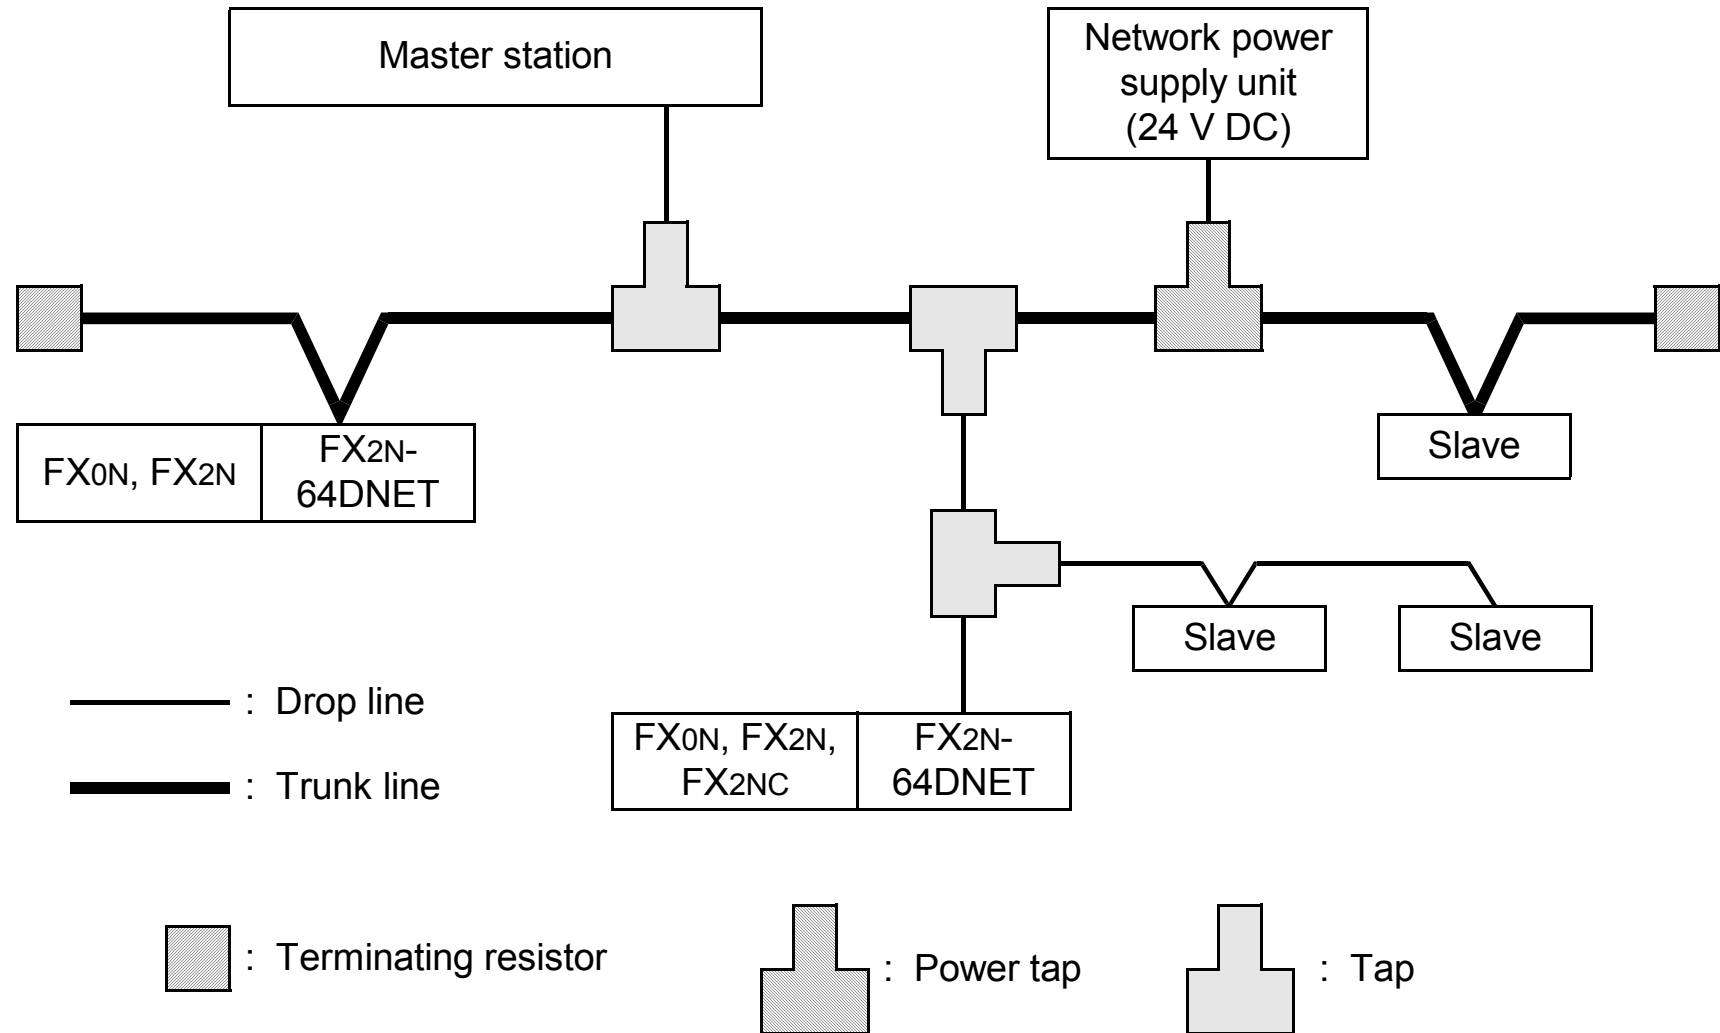 Master station
Network power
supply unit
(24 V DC)
FX0N, FX2N
FX2N-
64DNET
Slave
Slave
Slave
: Drop line
: Trunk line
FX0N, FX2N,
FX2NC
FX2N-
64DNET
: Terminating resistor
: Power tap
: Tap